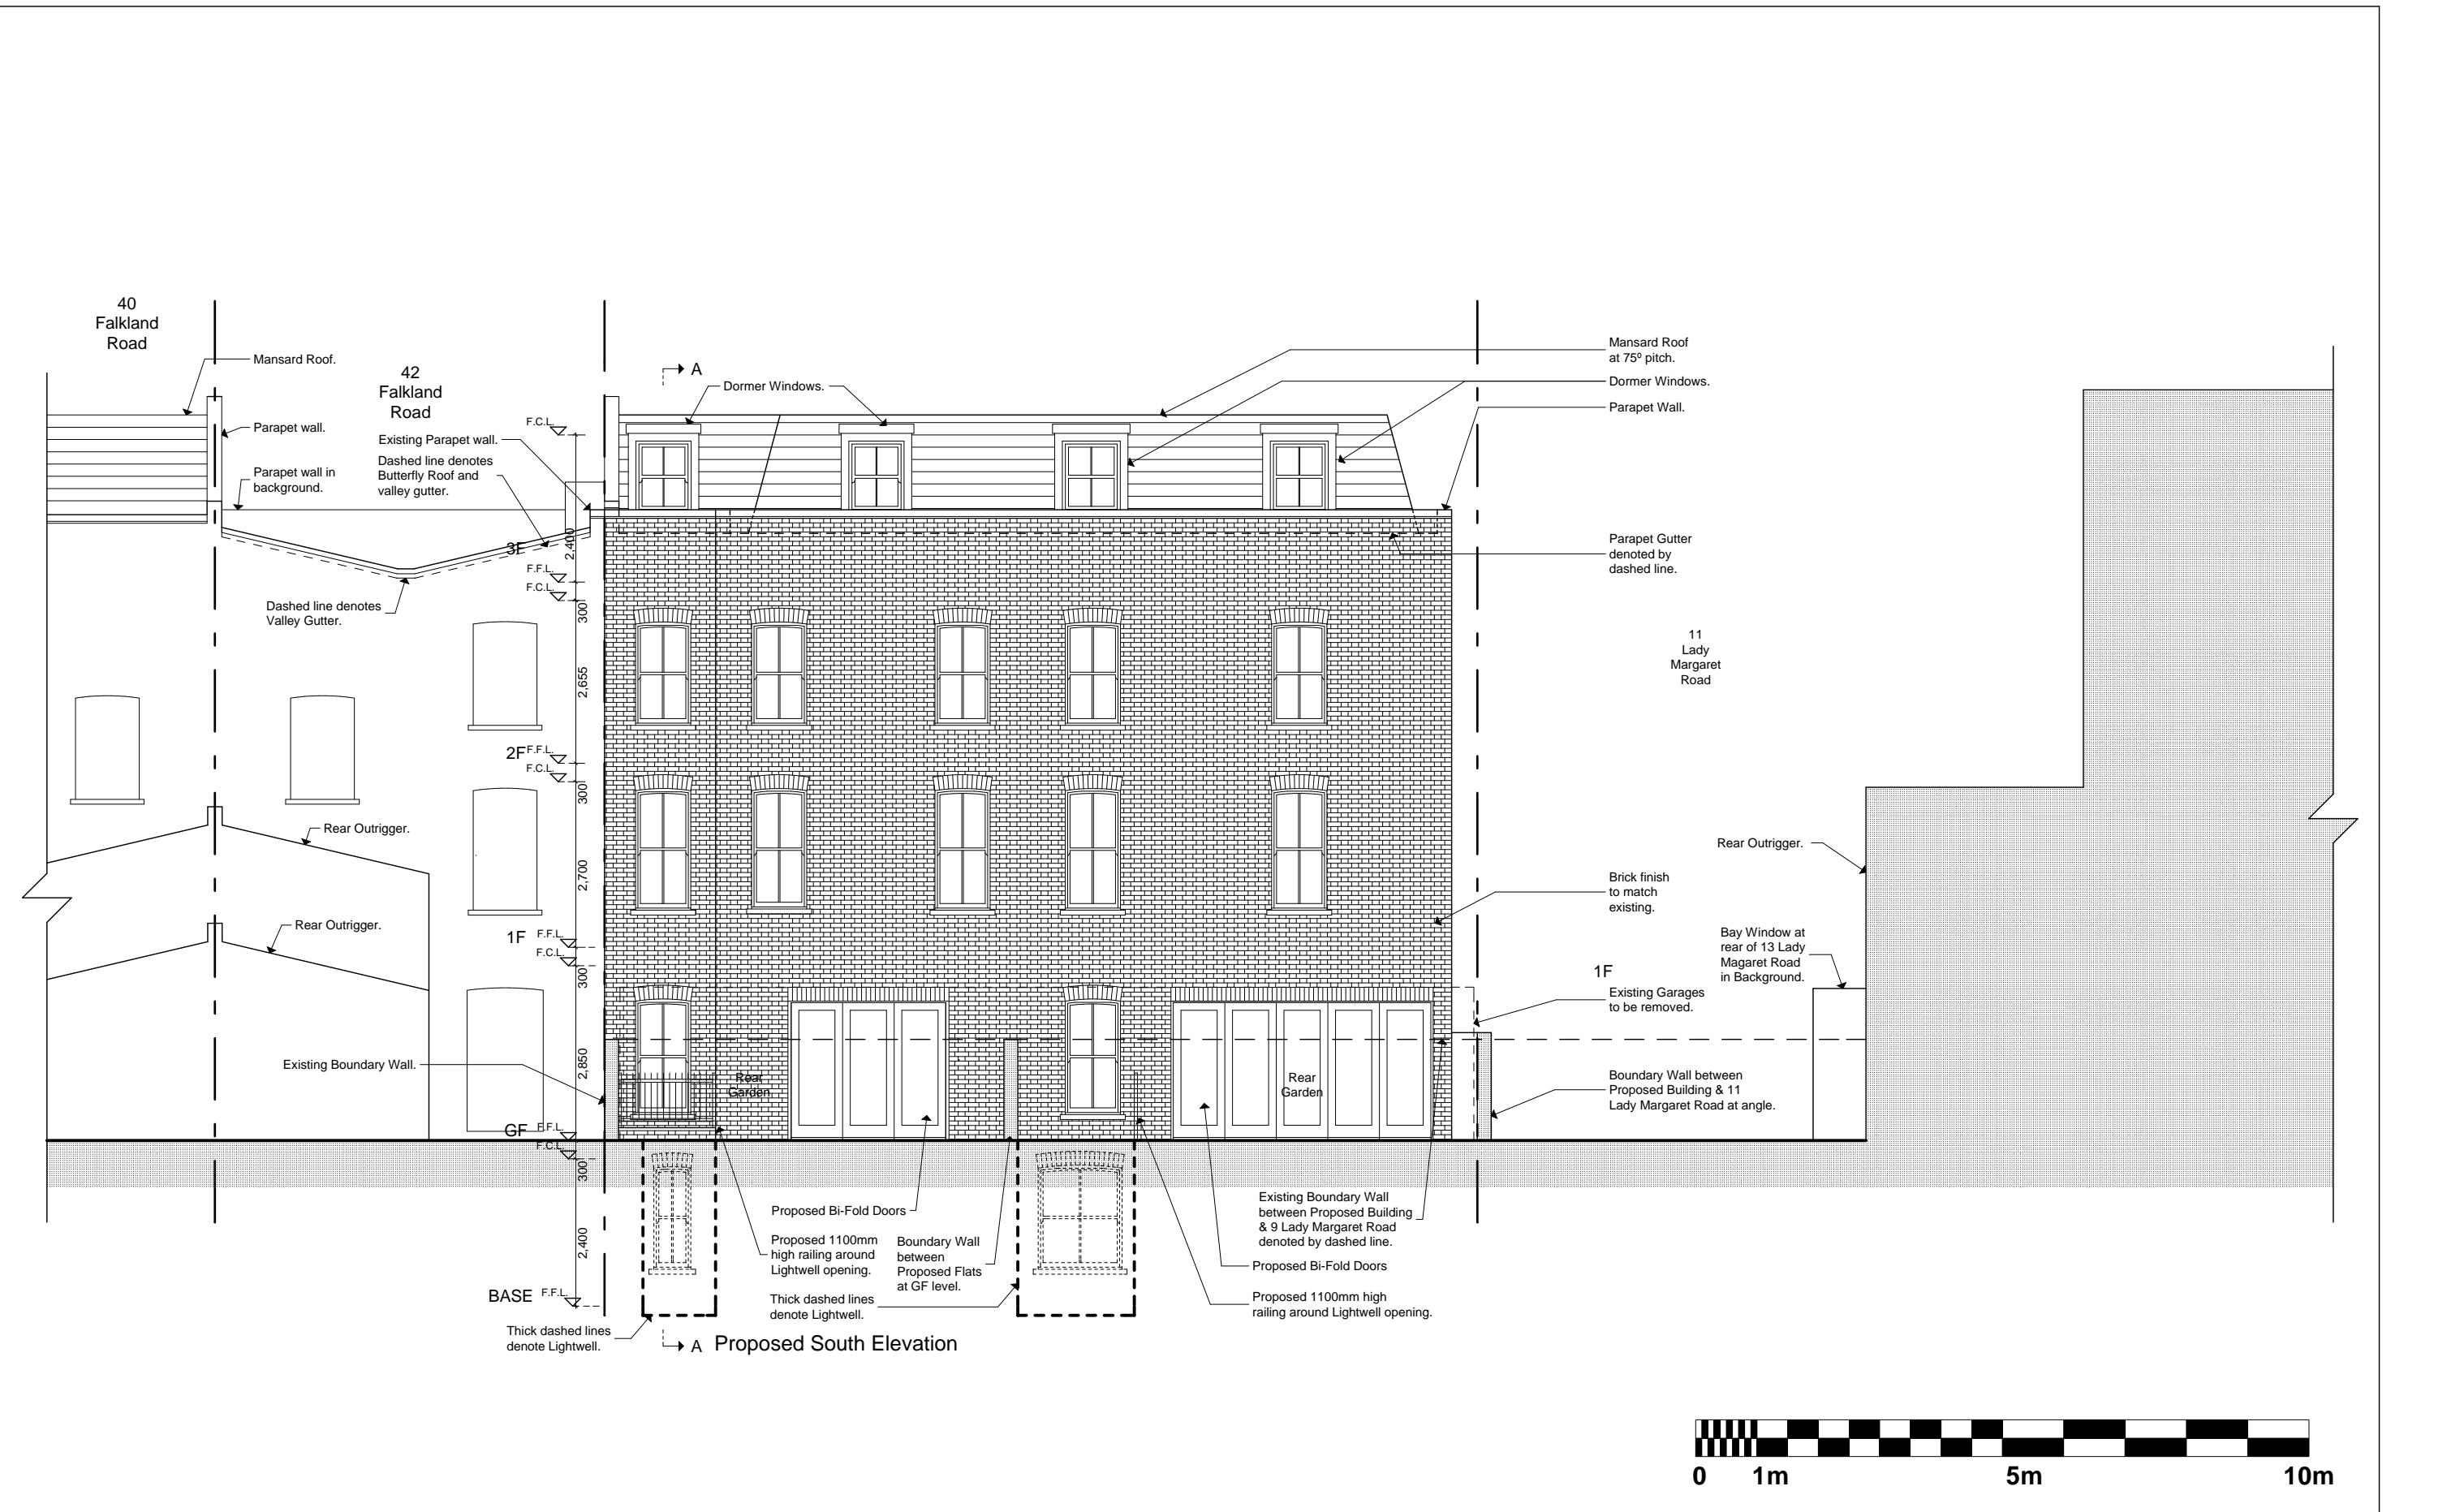 40
Falkland
Road
Mansard Roof.
42
Falkland
Road
Parapet wall.
Existing Parapet wall.
Parapet wall in
background.
Dashed line denotes
Butterfly Roof and
valley gutter.
Dashed line denotes
Valley Gutter.
Rear Outrigger.
Rear Outrigger.
Existing Boundary Wall.
A
Dormer Windows.
F.C.L.
2,400
3F
F.F.L.
F.C.L.
300
2,655
2F
F.F.L.
F.C.L.
300
2,700
1F
F.F.L.
F.C.L.
300
2,850
GF
F.F.L.
F.C.L.
300
2,400
BASE
F.F.L.
Rear
Garden
Rear
Garden
Mansard Roof
at 75º pitch.
Dormer Windows.
Parapet Wall.
Parapet Gutter
denoted by
dashed line.
11
Lady
Margaret
Road
Rear Outrigger.
Brick finish
to match
existing.
Bay Window at
rear of 13 Lady
Magaret Road
in Background.
1F
Existing Garages
to be removed.
Boundary Wall between
Proposed Building & 11
Lady Margaret Road at angle.
Proposed Bi-Fold Doors
Proposed 1100mm
high railing around
Lightwell opening.
Boundary Wall
between
Proposed Flats
at GF level.
Thick dashed lines
denote Lightwell.
Existing Boundary Wall
between Proposed Building
& 9 Lady Margaret Road
denoted by dashed line.
Proposed Bi-Fold Doors
Proposed 1100mm high
railing around Lightwell opening.
Thick dashed lines
denote Lightwell.
A
Proposed South Elevation
0 1m 5m 10m